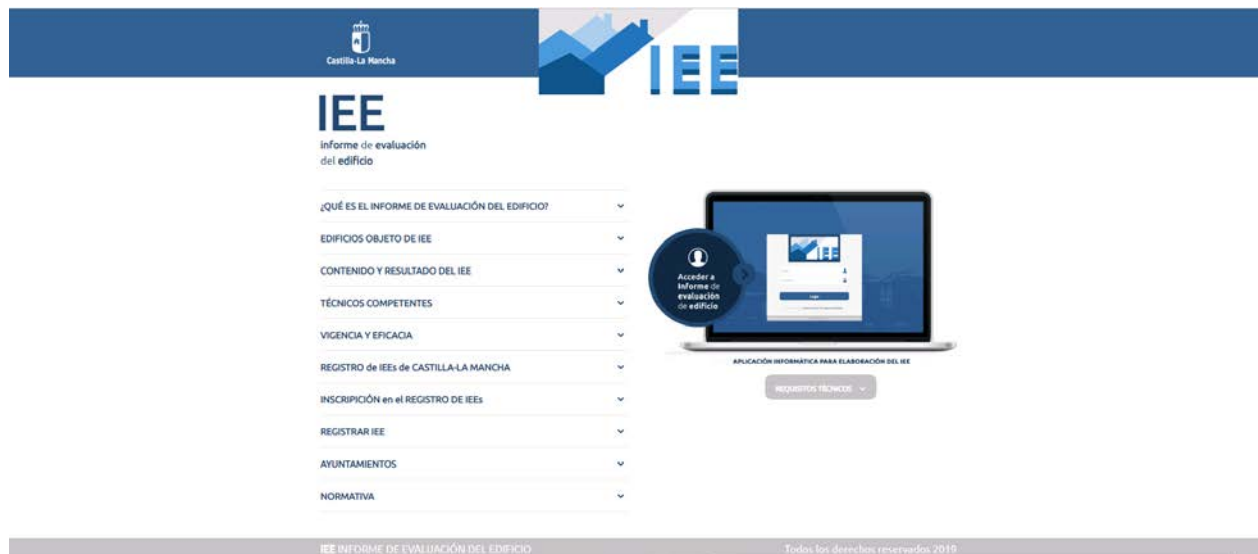 Castilla-La Mancha
IEE
IEE
informe de evaluación
del edificio
¿QUÉ ES EL INFORME DE EVALUACIÓN DEL EDIFICIO?
EDIFICIOS OBJETO DE IEE
CONTENIDO Y RESULTADO DEL IEE
TÉCNICOS COMPETENTES
VIGENCIA Y EFICACIA
REGISTRO de IEEs de CASTILLA-LA MANCHA
INSCRIPICIÓN en el REGISTRO DE IEEs
REGISTRAR IEE
AYUNTAMIENTOS
NORMATIVA
IEE
Acceder a
Informe de
evaluación
de edificio
Login
APLICACIÓN INFORMÁTICA PARA ELABORACIÓN DEL IEE
REQUISITOS TÉCNICOS
IEE INFORME DE EVALUACIÓN DEL EDIFICIO
Todos los derechos reservados 2019